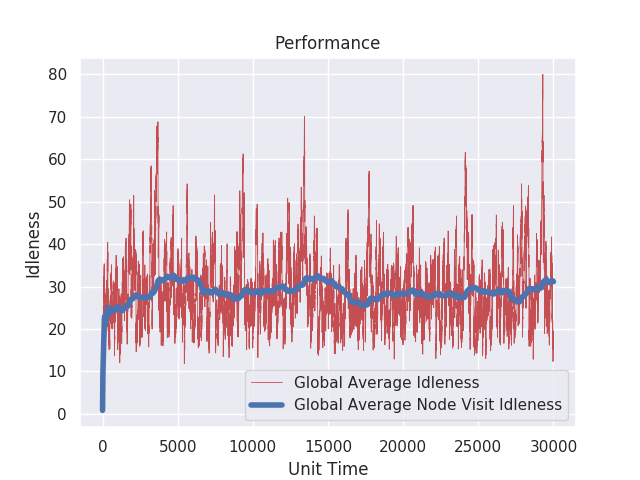 Performance
80
70
60
50
40
30
20
10
0
Idleness
Global Average Idleness
Global Average Node Visit Idleness
0 5000 10000 15000 20000 25000 30000
Unit Time